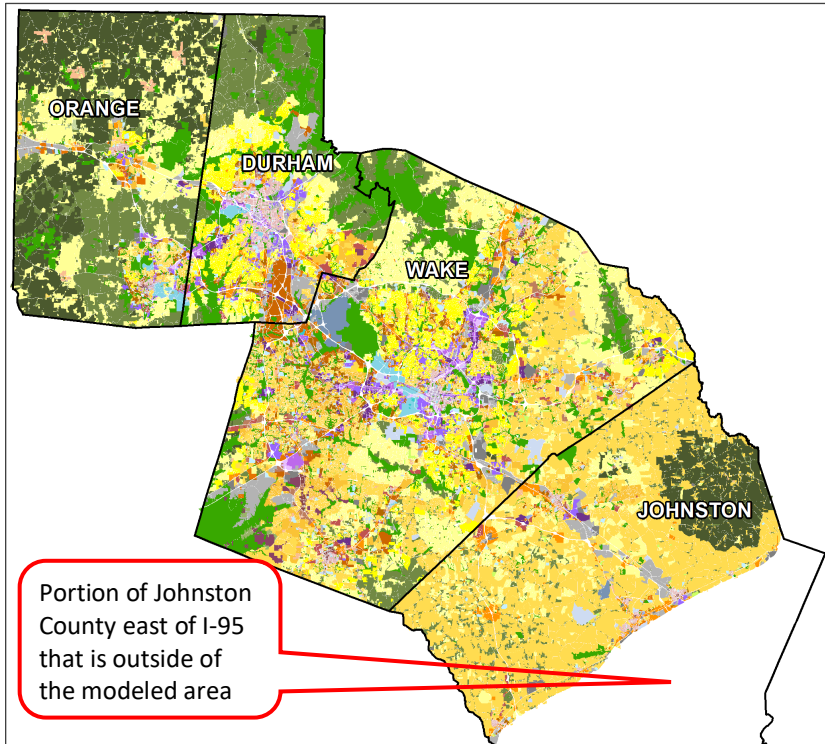 ORANGE
DURHAM
WAKE
JOHNSTON
Portion of Johnston
County east of I-95
that is outside of
the modeled area